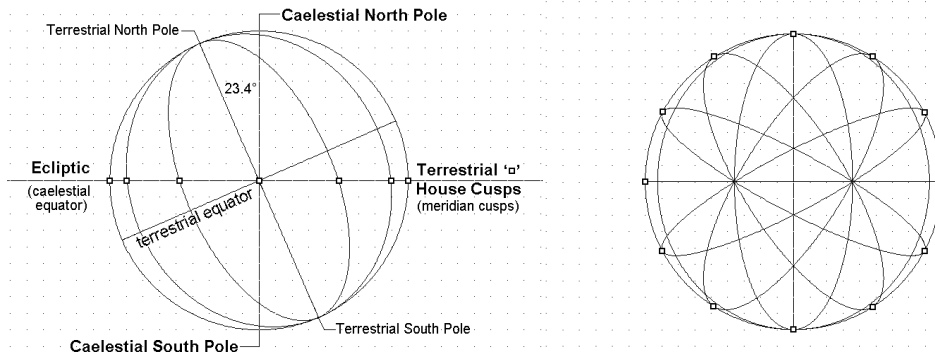 Caelestial North Pole
Terrestrial North Pole
23.4°
Ecliptic
(caelestial
equator)
Terrestrial '¤'
House Cusps
(meridian cusps)
terrestrial equator
Terrestrial South Pole
Caelestial South Pole